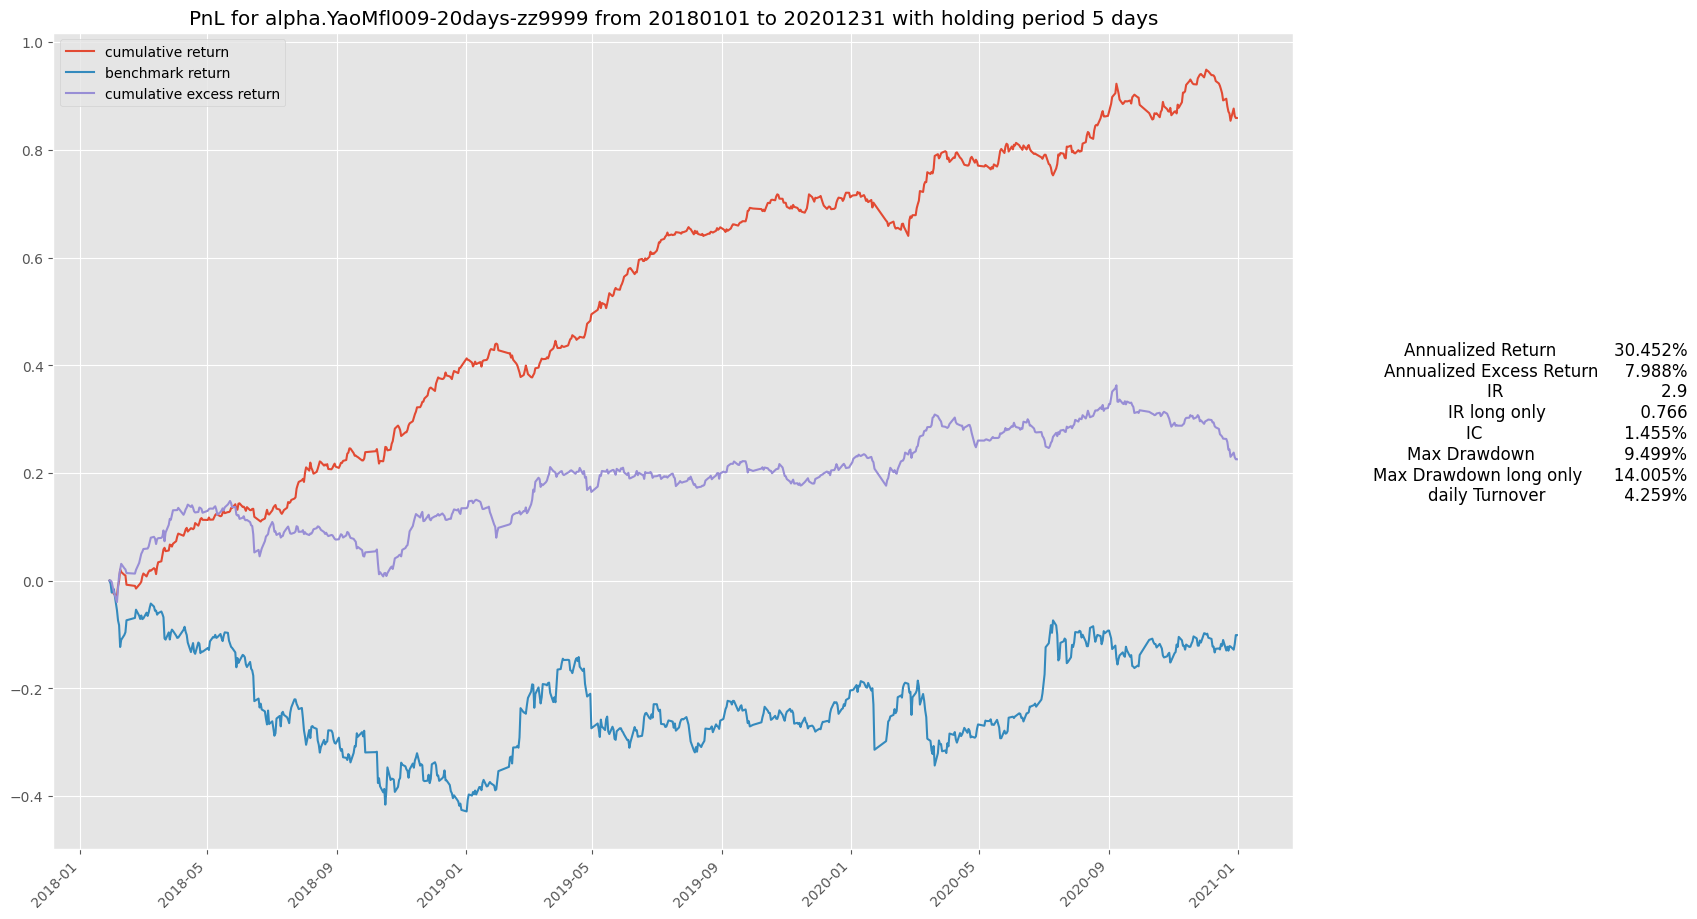 PnL for alpha.YaoMfl009-20days-zz9999 from 20180101 to 20201231 with holding period 5 days
cumulative return
benchmark return
cumulative excess return
1.0
0.8
0.6
0.4
0.2
0.0
−0.2
−0.4
2018-01
2018-05
2018-09
2019-01
2019-05
2019-09
2020-01
2020-05
2020-09
2021-01
Annualized Return 30.452%
Annualized Excess Return 7.988%
IR 2.9
IR long only 0.766
IC 1.455%
Max Drawdown 9.499%
Max Drawdown long only 14.005%
daily Turnover 4.259%